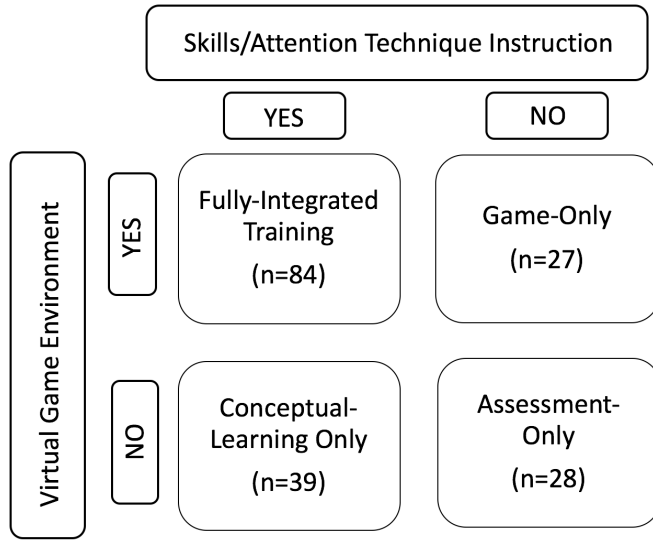 Skills/Attention Technique Instruction
YES
NO
Virtual Game Environment
YES
Fully-Integrated
Training
(n=84)
Game-Only
(n=27)
NO
Conceptual-
Learning Only
(n=39)
Assessment-
Only
(n=28)